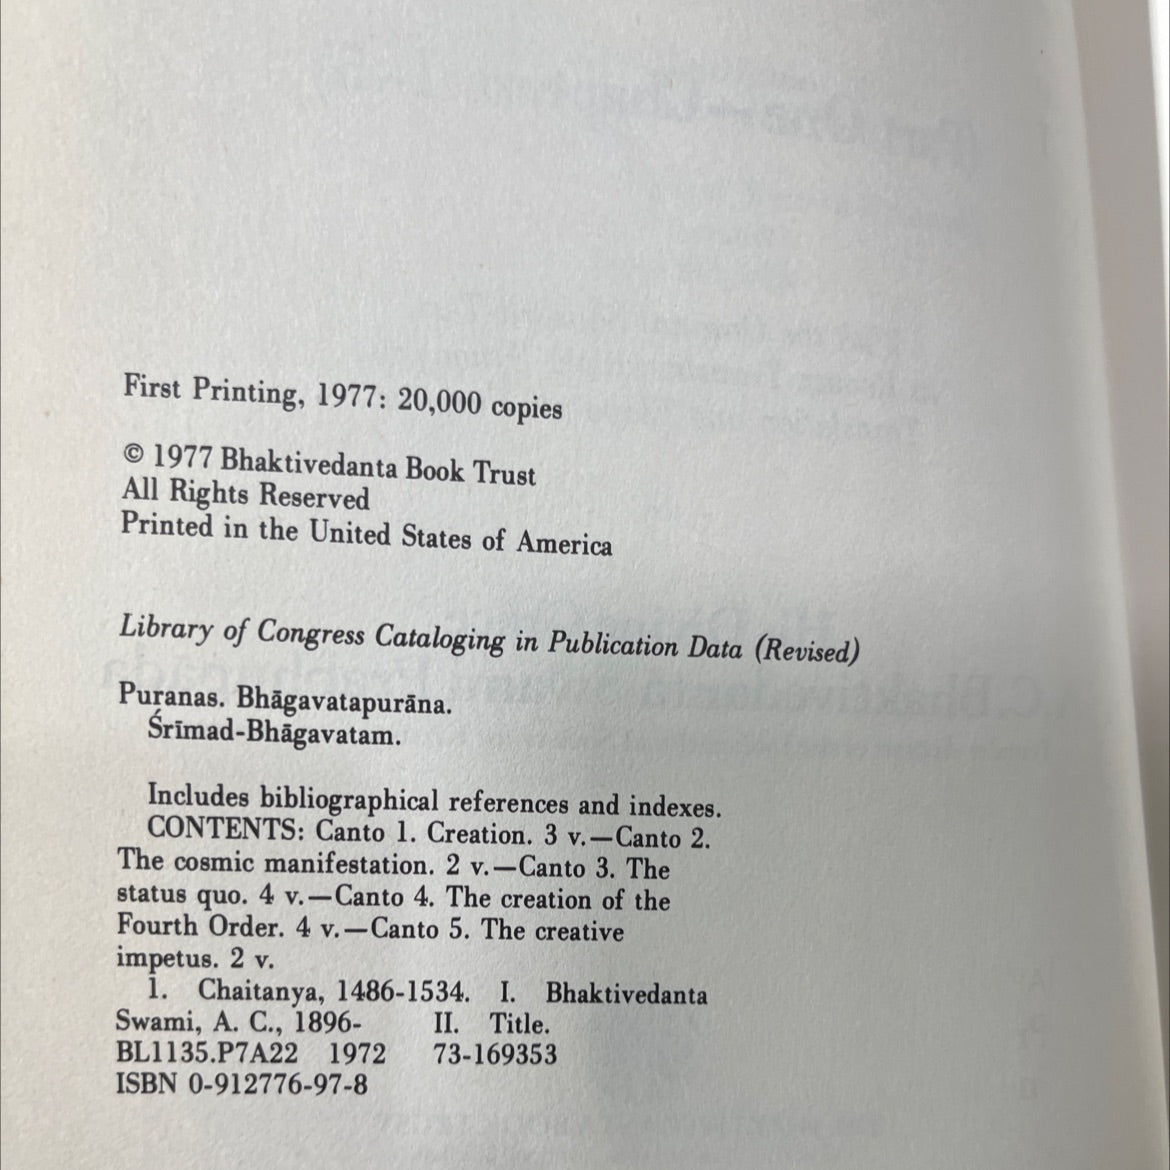 First Printing, 1977: 20,000 copies
© 1977 Bhaktivedanta Book Trust
All Rights Reserved
Printed in the United States of America
Library of Congress Cataloging in Publication Data (Revised)
Puranas. Bhāgavatapurāna.
Śrīmad-Bhāgavatam.
Includes bibliographical references and indexes.
CONTENTS: Canto 1. Creation. 3 v.—Canto 2.
The cosmic manifestation. 2 v.—Canto 3. The
status quo. 4 v.—Canto 4. The creation of the
Fourth Order. 4 v.—Canto 5. The creative
impetus. 2 v.
1. Chaitanya, 1486-1534. I. Bhaktivedanta
Swami, A. C., 1896- II. Title.
BL1135.P7A22 1972 73-169353
ISBN 0-912776-97-8